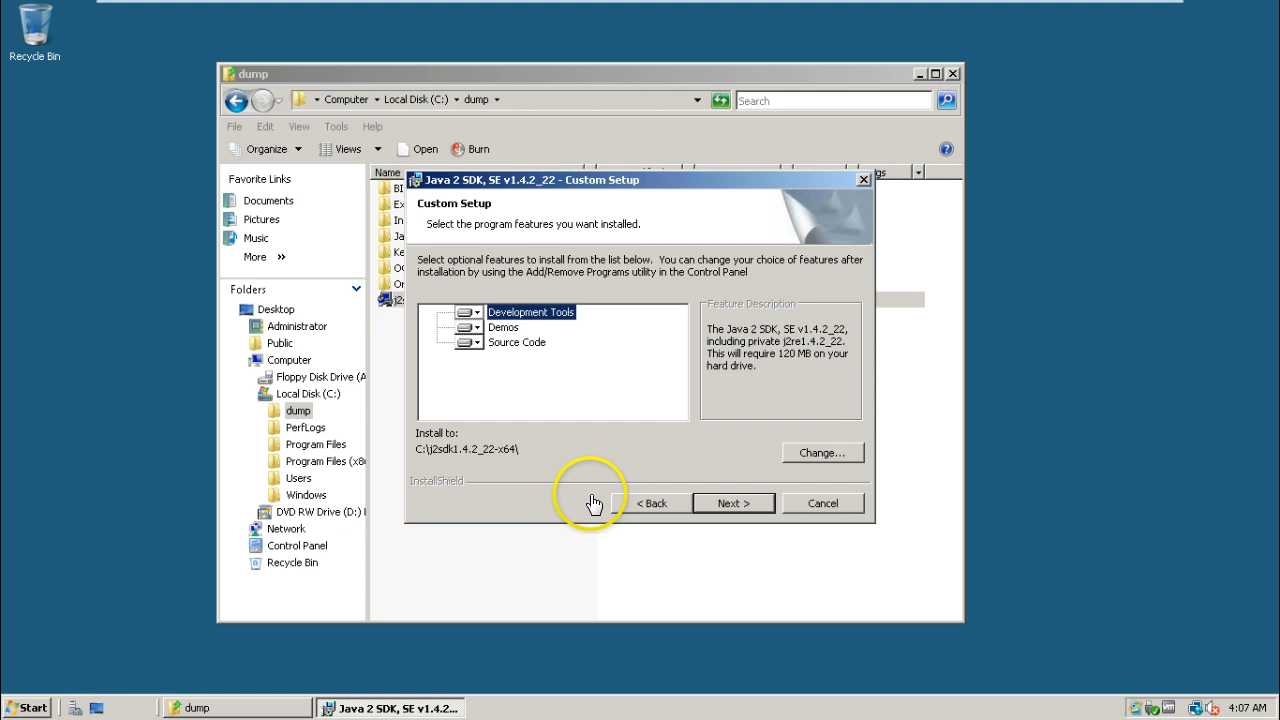 Recycle Bin
dump
Computer Local Disk (C:) dump
Search
File Edit View Tools Help
Organize Views Open Burn
Favorite Links
Documents
Pictures
Music
More »
Folders
Desktop
Administrator
Public
Computer
Floppy Disk Drive (A
Local Disk (C:)
dump
PerfLogs
Program Files
Program Files (x8
Users
Windows
DVD RW Drive (D:)
Network
Control Panel
Recycle Bin
Name
Java 2 SDK, SE v1.4.2_22 - Custom Setup
Custom Setup
Select the program features you want installed.
Select optional features to install from the list below. You can change your choice of features after
installation by using the Add/Remove Programs utility in the Control Panel
Development Tools
Demos
Source Code
Feature Description
The Java 2 SDK, SE v1.4.2_22,
including private j2re1.4.2_22.
This will require 120 MB on your
hard drive.
Install to:
C:\j2sdk1.4.2_22-x64\
Change...
InstallShield
< Back
Next >
Cancel
Start
dump
Java 2 SDK, SE v1.4.2...
4:07 AM